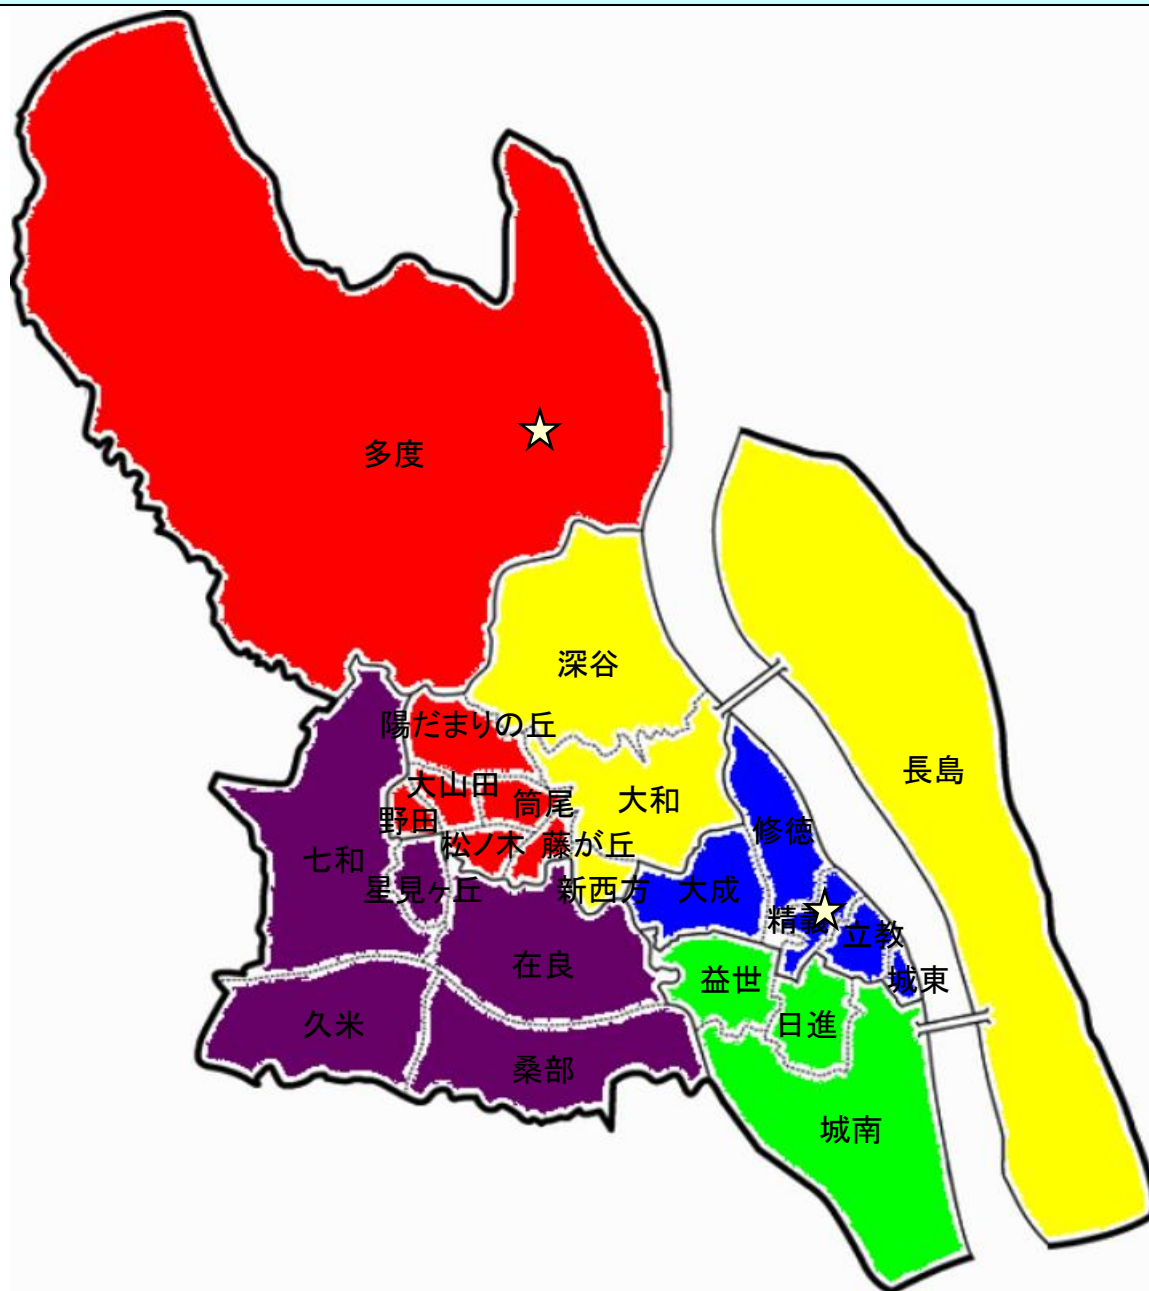 多度
深谷
陽だまりの丘
長島
大山田
大和
筒尾
野田
修徳
松ノ木
藤が丘
七和
星見ヶ丘
新西方
大成
精義
立教
在良
益世
城東
久米
日進
桑部
城南